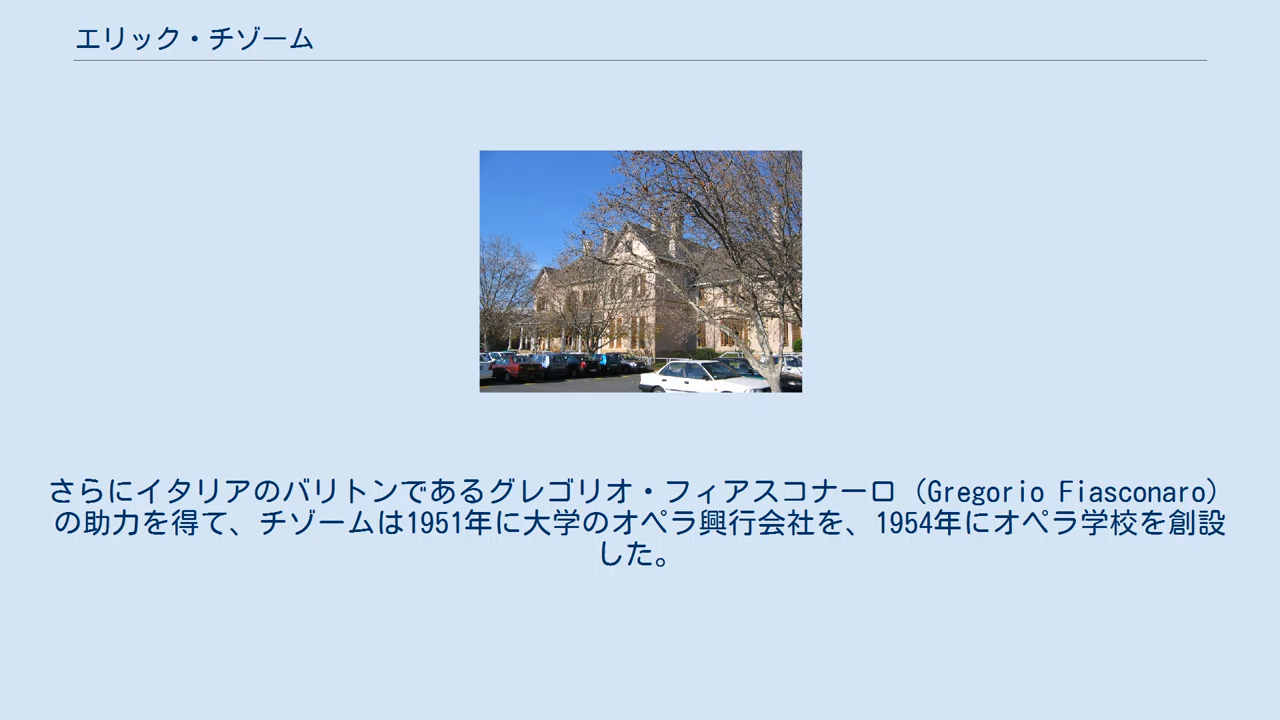 エリック・チゾーム
さらにイタリアのバリトンであるグレゴリオ・フィアスコナーロ（Gregorio Fiasconaro）
の助力を得て、チゾームは1951年に大学のオペラ興行会社を、1954年にオペラ学校を創設
した。